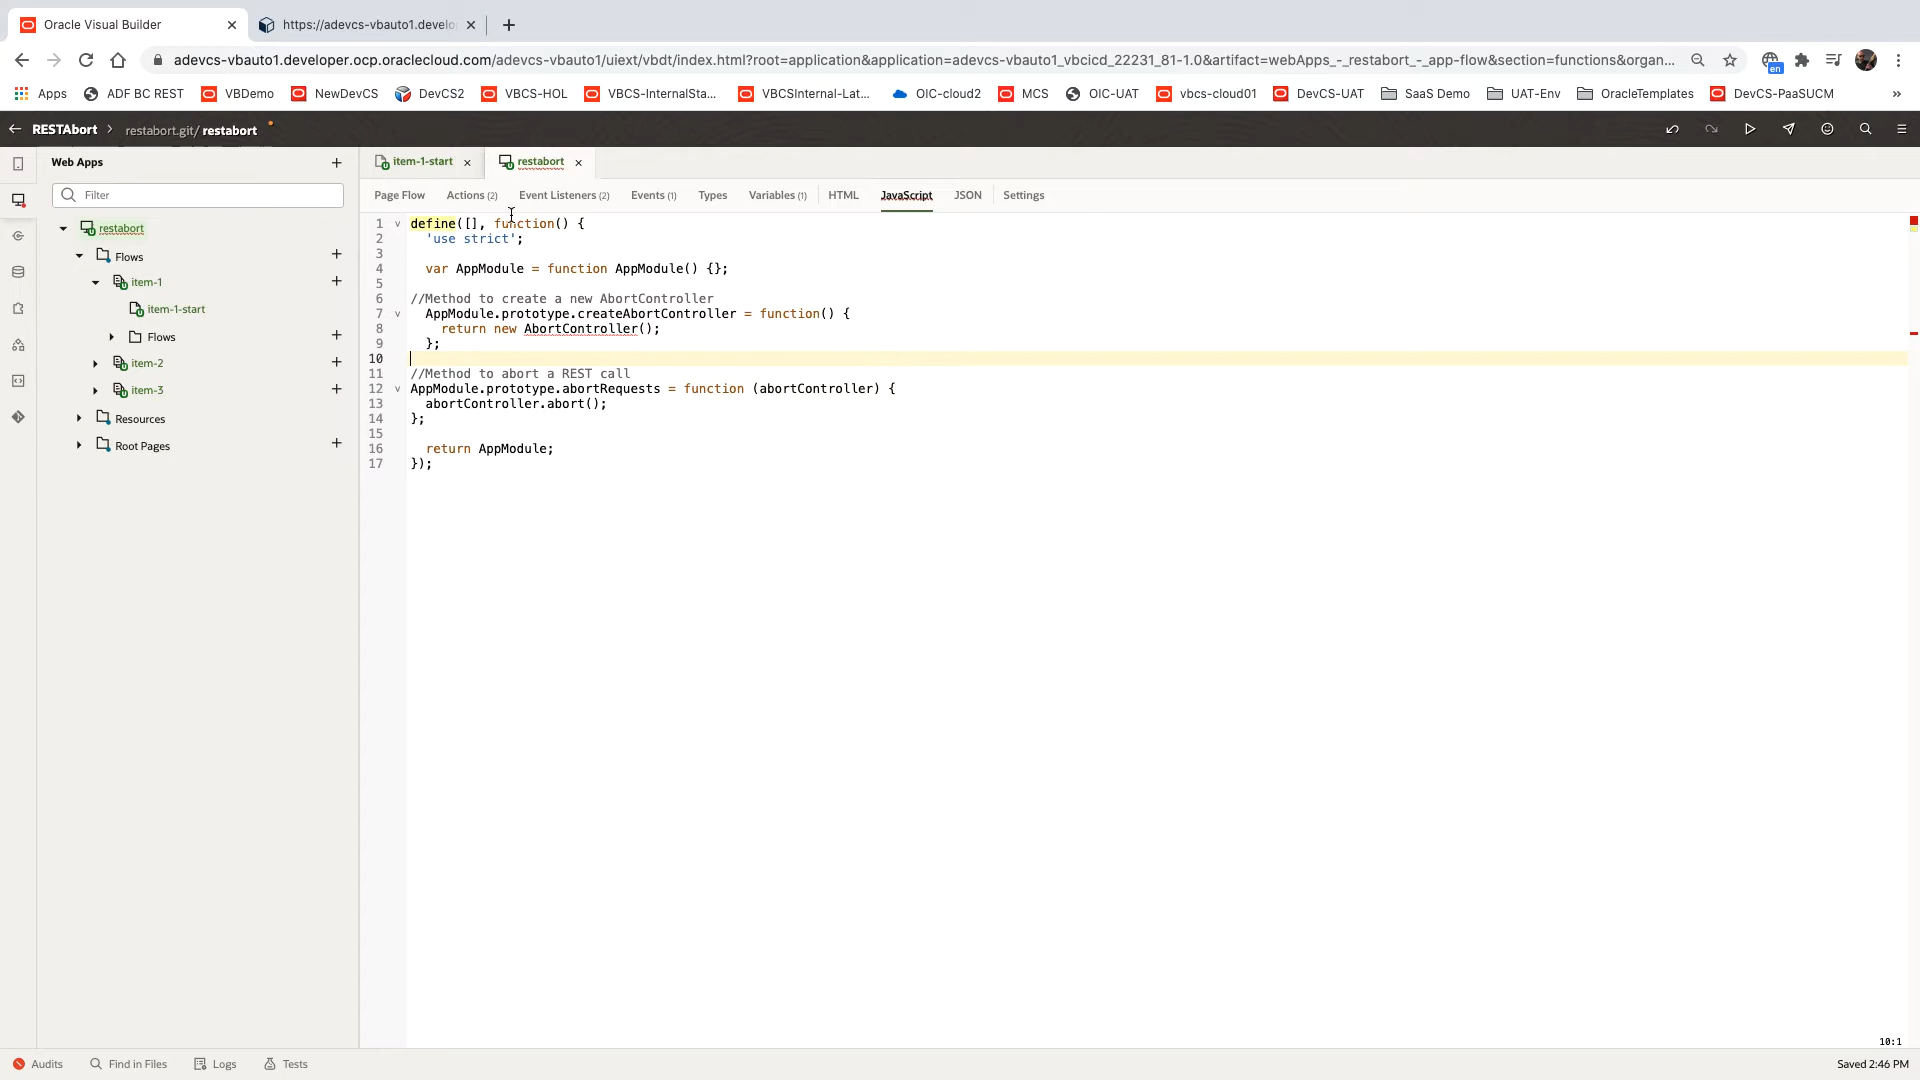 Oracle Visual Builder
https://adevcs-vbauto1.develo
adevcs-vbauto1.developer.ocp.oraclecloud.com/adevcs-vbauto1/uiext/vbdt/index.html?root=application&application=adevcs-vbauto1_vbcicd_22231_81-1.0&artifact=webApps_-_restabort_-_app-flow&section=functions&organ...
en
Apps ADF BC REST VBDemo NewDevCS DevCS2 VBCS-HOL VBCS-InternalSta... VBCSInternal-Lat... OIC-cloud2 MCS OIC-UAT vbcs-cloud01 DevCS-UAT SaaS Demo UAT-Env OracleTemplates DevCS-PaaSUCM »
RESTAbort > restabort.git/ restabort
Web Apps
Filter
restabort
Flows
item-1
item-1-start
Flows
item-2
item-3
Resources
Root Pages
item-1-start restabort
Page Flow Actions (2) Event Listeners (2) Events (1) Types Variables (1) HTML JavaScript JSON Settings
1 define([], function() {
2 'use strict';
3
4 var AppModule = function AppModule() {};
5
6 //Method to create a new AbortController
7 AppModule.prototype.createAbortController = function() {
8 return new AbortController();
9 };
10
11 //Method to abort a REST call
12 AppModule.prototype.abortRequests = function (abortController) {
13 abortController.abort();
14 };
15
16 return AppModule;
17 });
10:1
Audits Find in Files Logs Tests
Saved 2:46 PM